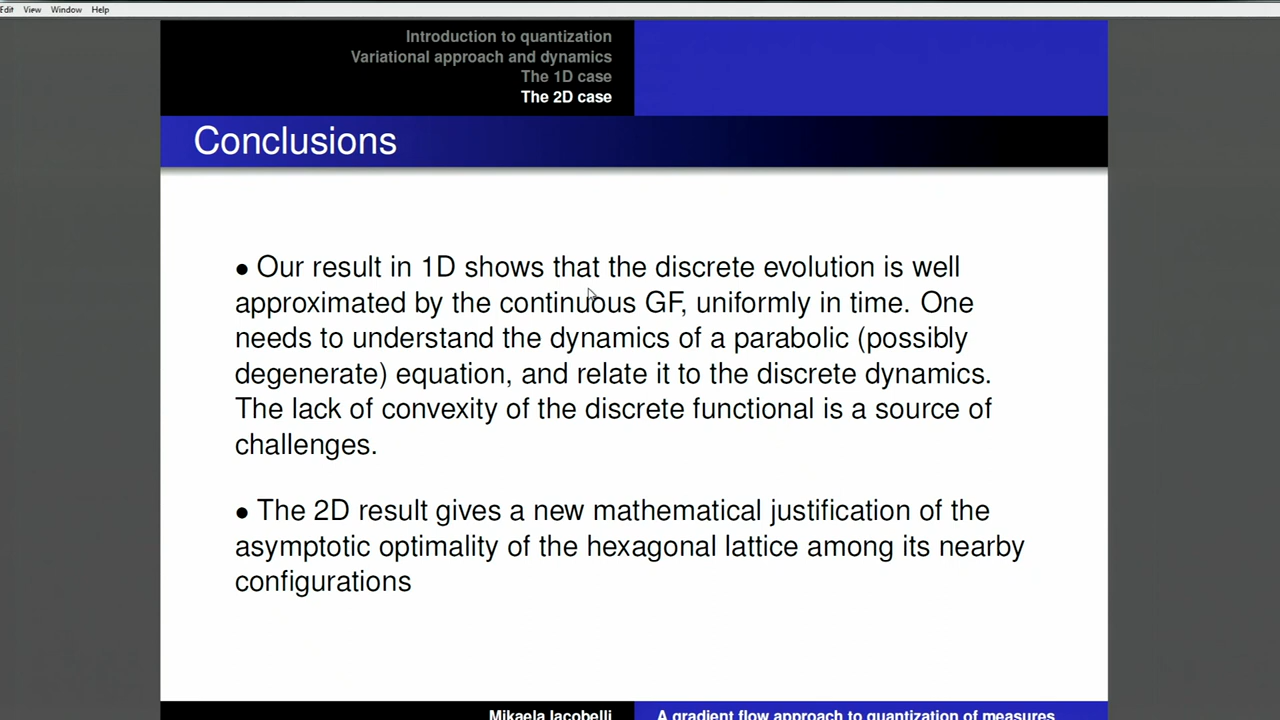 Edit View Window Help
Introduction to quantization
Variational approach and dynamics
The 1D case
The 2D case
Conclusions
• Our result in 1D shows that the discrete evolution is well
approximated by the continuous GF, uniformly in time. One
needs to understand the dynamics of a parabolic (possibly
degenerate) equation, and relate it to the discrete dynamics.
The lack of convexity of the discrete functional is a source of
challenges.
• The 2D result gives a new mathematical justification of the
asymptotic optimality of the hexagonal lattice among its nearby
configurations
Mikaela Iacobelli A gradient flow approach to quantization of measures